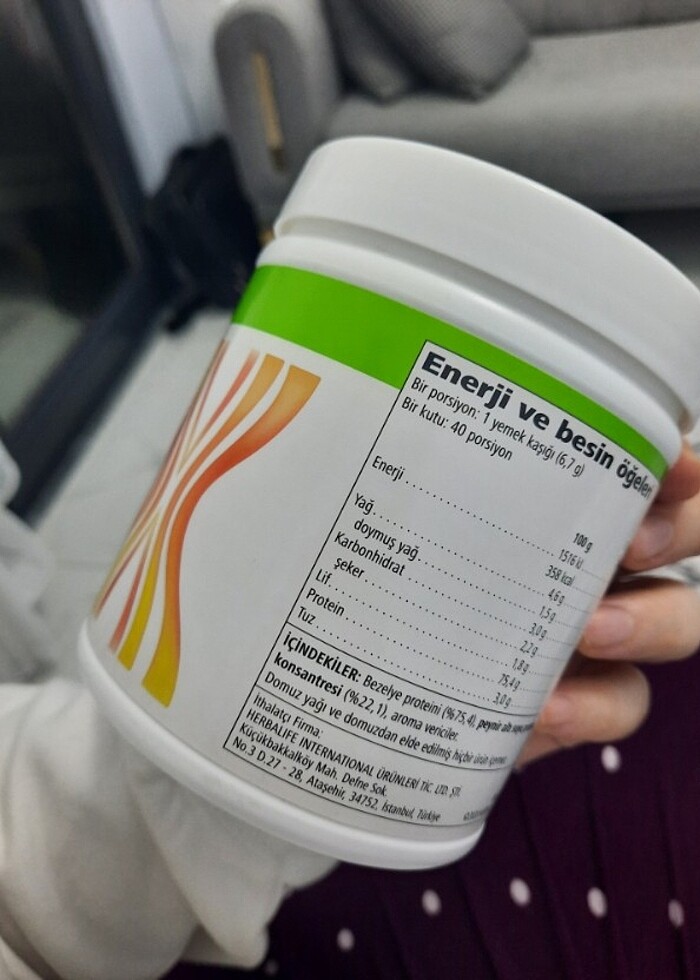 Enerji ve besin öğeleri
Bir porsiyon: 1 yemek kaşığı (6,7 g)
Bir kutu: 40 porsiyon
100 g
Enerji 1516 kJ
358 kcal
Yağ 4,6 g
doymuş yağ 1,5 g
Karbonhidrat 3,0 g
şeker 2,2 g
Lif 1,8 g
Protein 75,4 g
Tuz 3,0 g
İÇİNDEKİLER: Bezelye proteini (%75,4), peynir altı suyu
konsantresi (%22,1), aroma vericiler.
Domuz yağı ve domuzdan elde edilmiş hiçbir ürün içermez.
İthalatçı Firma:
HERBALIFE INTERNATIONAL ÜRÜNLERİ TİC. LTD. ŞTİ.
Küçükbakkalköy Mah. Defne Sok.
No 3 D 27 - 28, Ataşehir, 34752, İstanbul, Türkiye